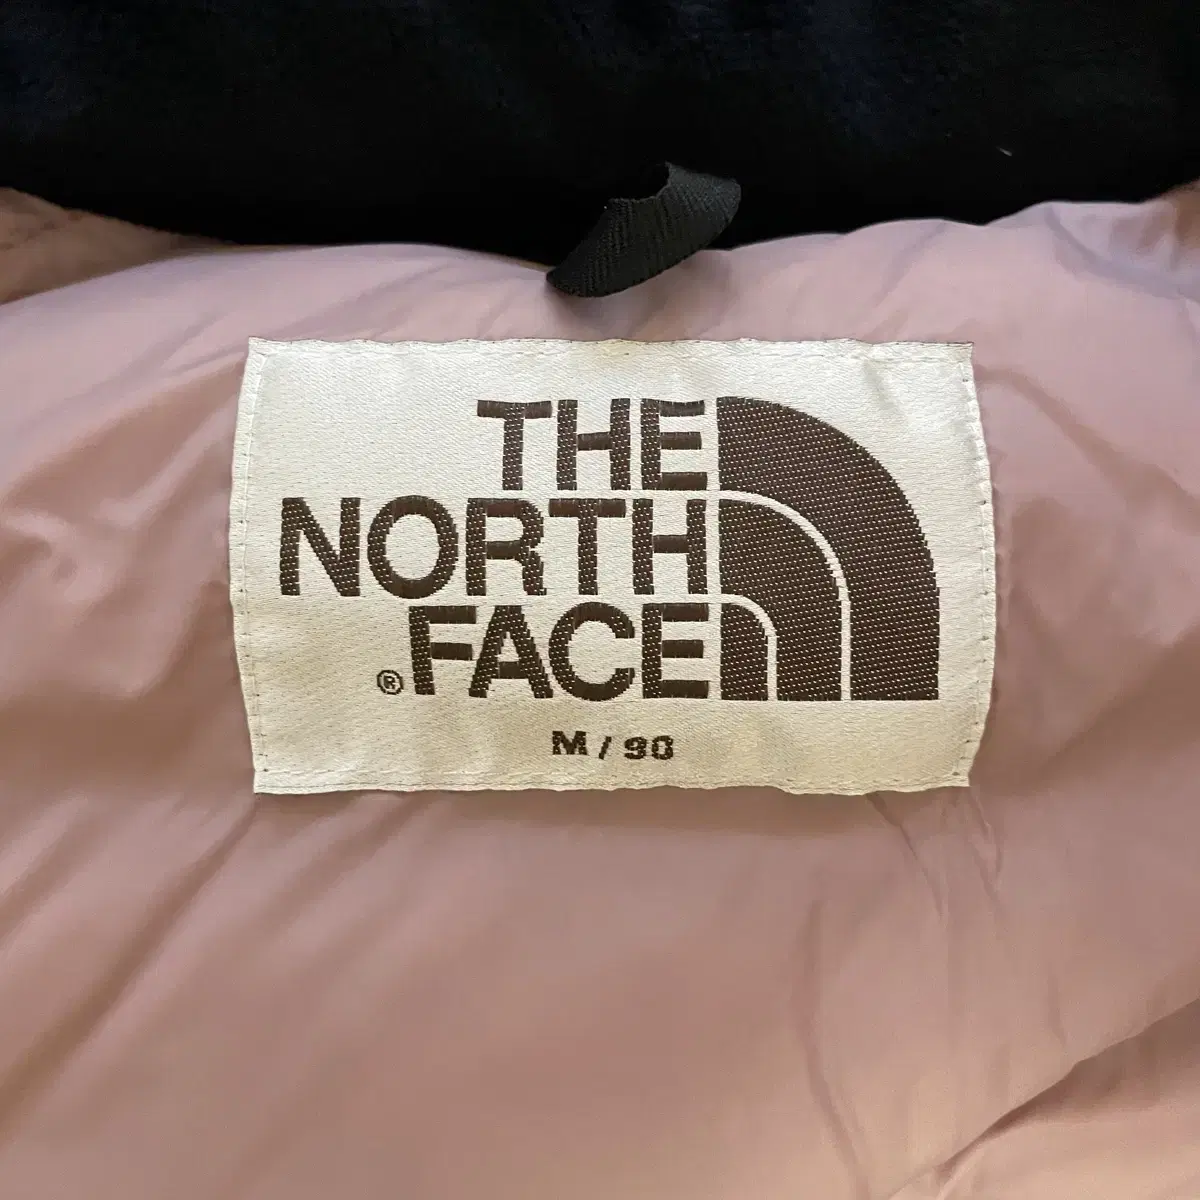 THE
NORTH
® FACE
M / 90